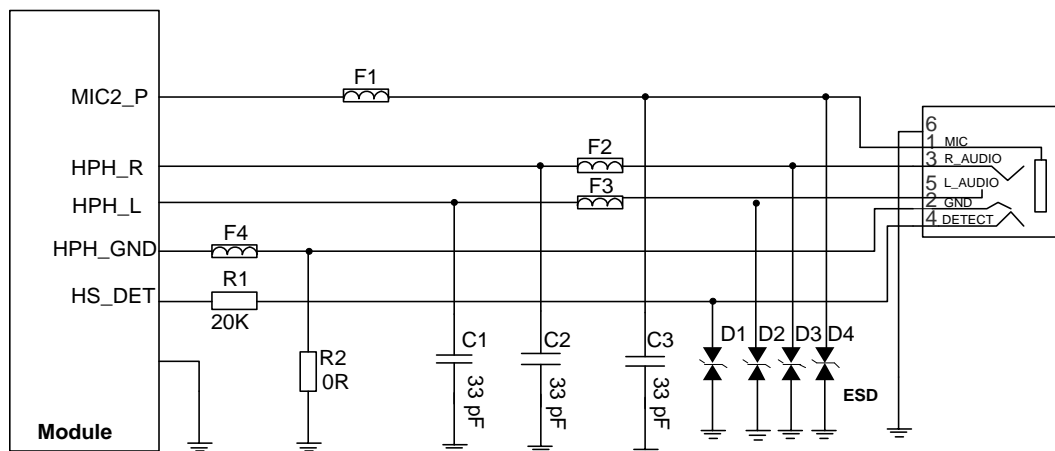 F1
MIC2_P
6
1 MIC
HPH_R
F2
3 R_AUDIO
F3
5 L_AUDIO
HPH_L
2 GND
F4
4 DETECT
HPH_GND
R1
HS_DET
20K
D1 D2 D3 D4
C1
C2
C3
R2
0R
33 pF
33 pF
33 pF
ESD
Module